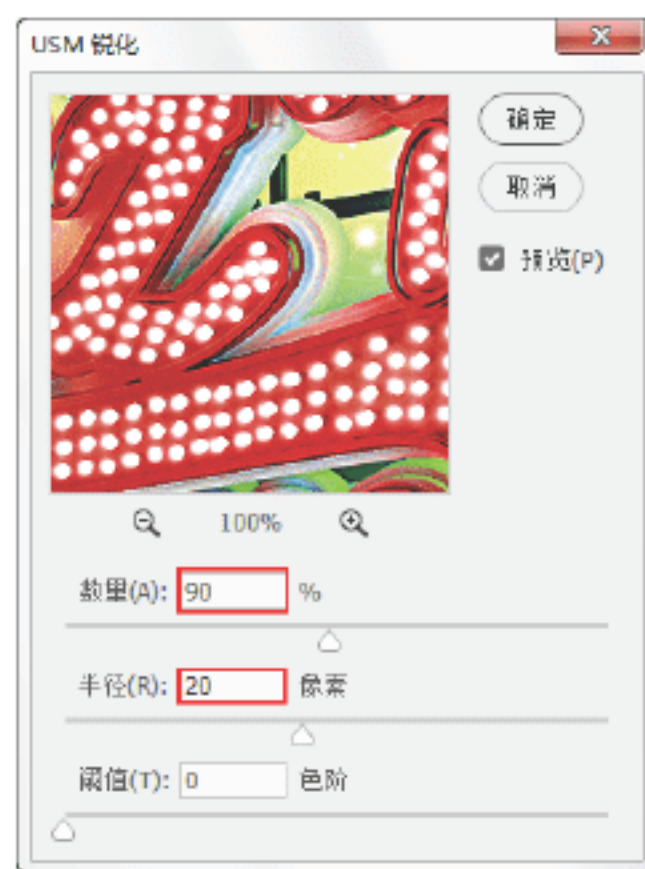 USM 锐化
确定
取消
预览(P)
100%
数量(A): 90 %
半径(R): 20 像素
阈值(T): 0 色阶